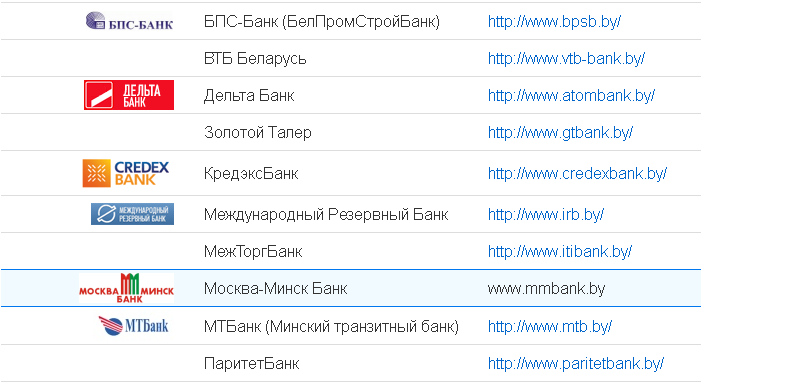 БПС-БАНК БПС-Банк (БелПромСтройБанк) http://www.bpsb.by/
ВТБ Беларусь http://www.vtb-bank.by/
ДЕЛЬТА
БАНК
Дельта Банк http://www.atombank.by/
Золотой Талер http://www.gtbank.by/
CREDEX
BANK
КредэксБанк http://www.credexbank.by/
МЕЖДУНАРОДНЫЙ
РЕЗЕРВНЫЙ БАНК
Международный Резервный Банк http://www.irb.by/
МежТоргБанк http://www.itibank.by/
МОСКВА МИНСК
БАНК
Москва-Минск Банк www.mmbank.by
МТБанк МТБанк (Минский транзитный банк) http://www.mtb.by/
ПаритетБанк http://www.paritetbank.by/